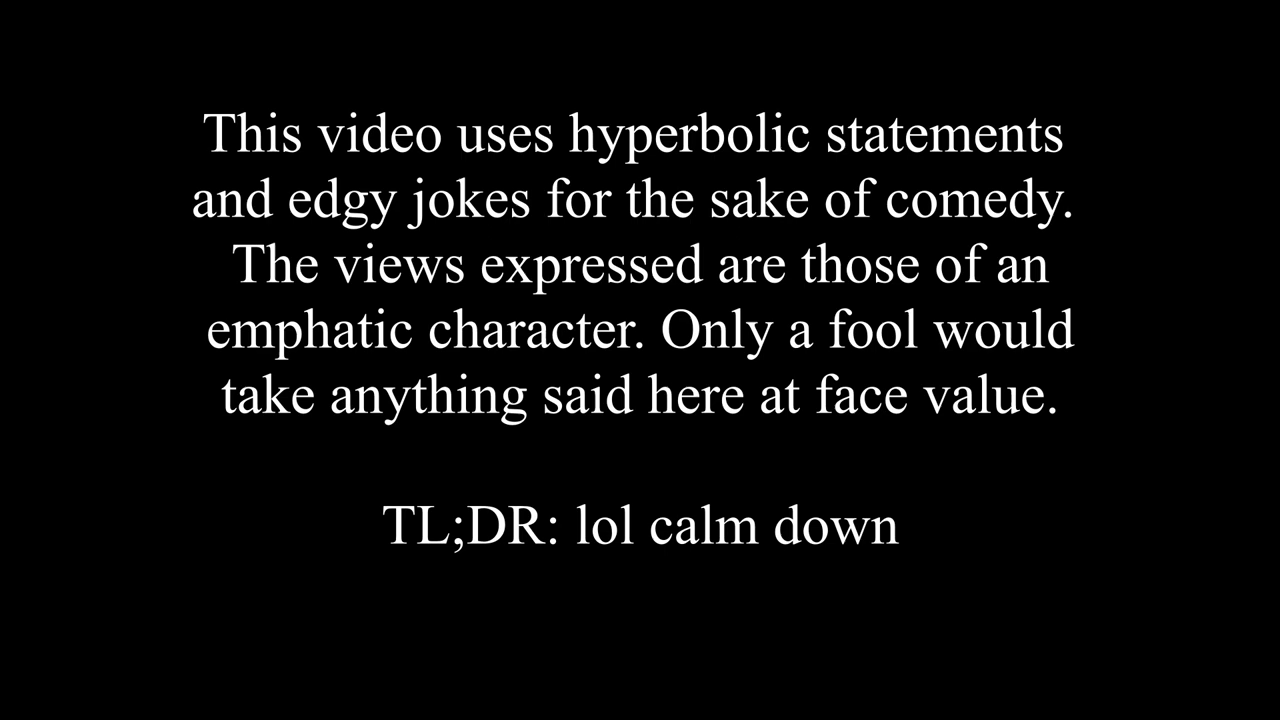 This video uses hyperbolic statements
and edgy jokes for the sake of comedy.
The views expressed are those of an
emphatic character. Only a fool would
take anything said here at face value.
TL;DR: lol calm down